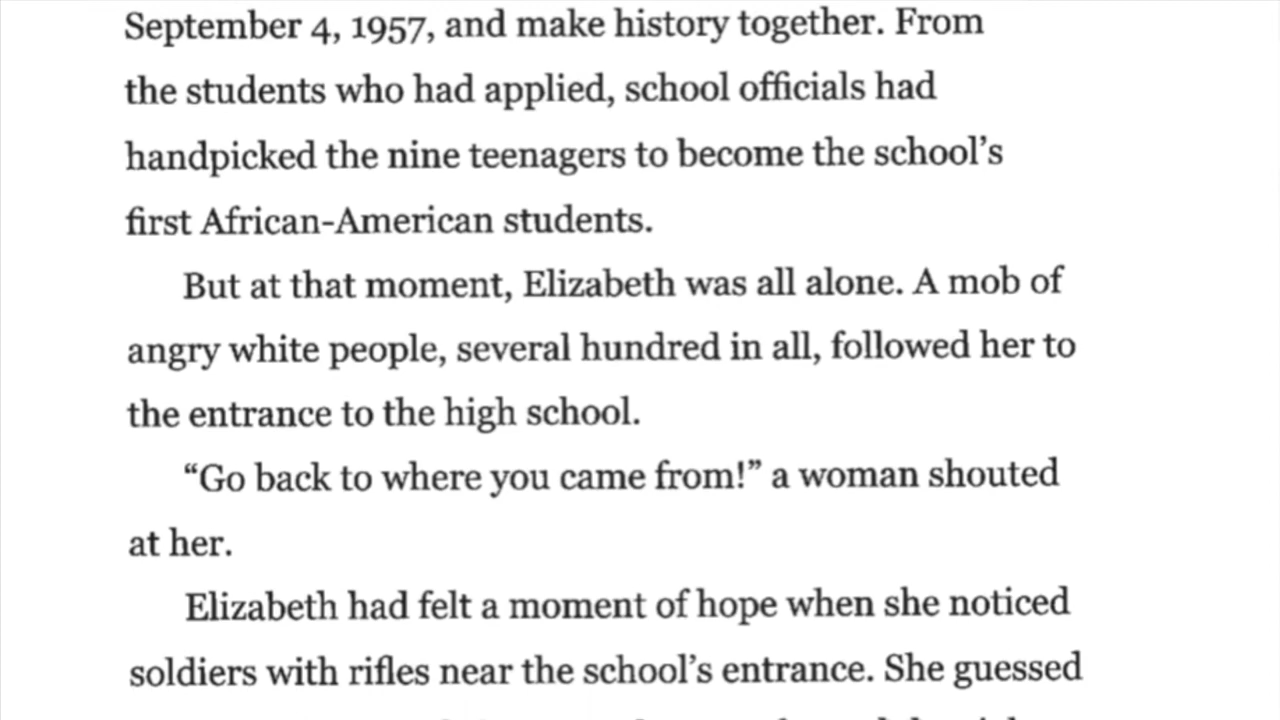 September 4, 1957, and make history together. From
the students who had applied, school officials had
handpicked the nine teenagers to become the school’s
first African-American students.
But at that moment, Elizabeth was all alone. A mob of
angry white people, several hundred in all, followed her to
the entrance to the high school.
“Go back to where you came from!” a woman shouted
at her.
Elizabeth had felt a moment of hope when she noticed
soldiers with rifles near the school’s entrance. She guessed